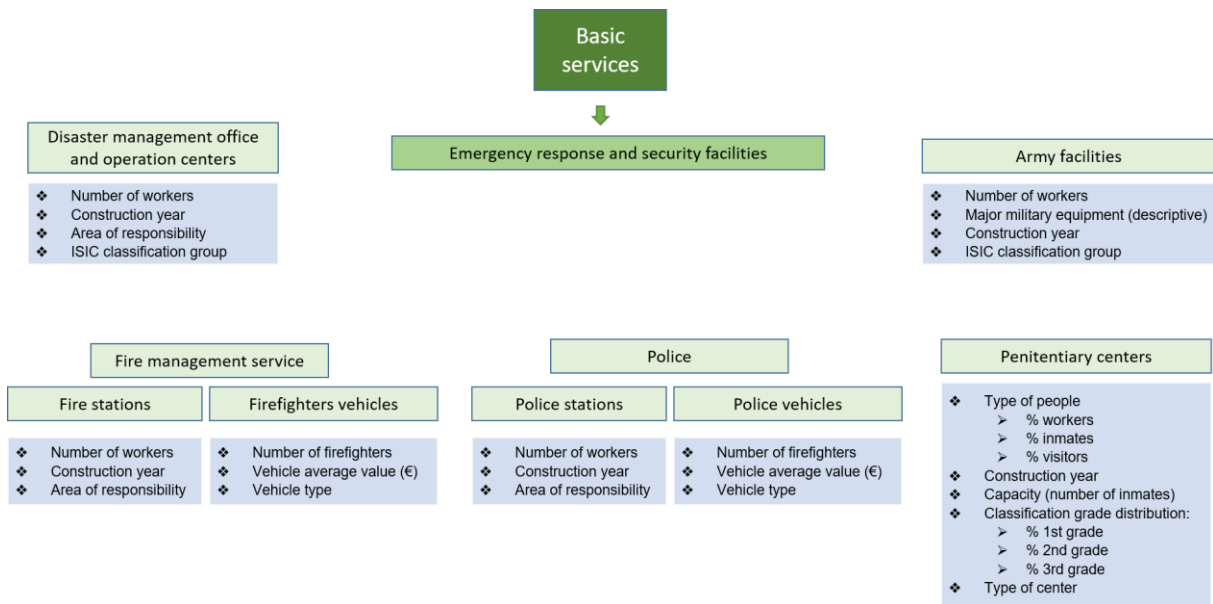 Basic
services
Disaster management office
and operation centers
Emergency response and security facilities
Army facilities
❖ Number of workers
❖ Construction year
❖ Area of responsibility
❖ ISIC classification group
❖ Number of workers
❖ Major military equipment (descriptive)
❖ Construction year
❖ ISIC classification group
Fire management service
Police
Penitentiary centers
Fire stations
Firefighters vehicles
Police stations
Police vehicles
❖ Number of workers
❖ Construction year
❖ Area of responsibility
❖ Number of firefighters
❖ Vehicle average value (€)
❖ Vehicle type
❖ Number of workers
❖ Construction year
❖ Area of responsibility
❖ Number of firefighters
❖ Vehicle average value (€)
❖ Vehicle type
❖ Type of people
➢ % workers
➢ % inmates
➢ % visitors
❖ Construction year
❖ Capacity (number of inmates)
❖ Classification grade distribution:
➢ % 1st grade
➢ % 2nd grade
➢ % 3rd grade
❖ Type of center